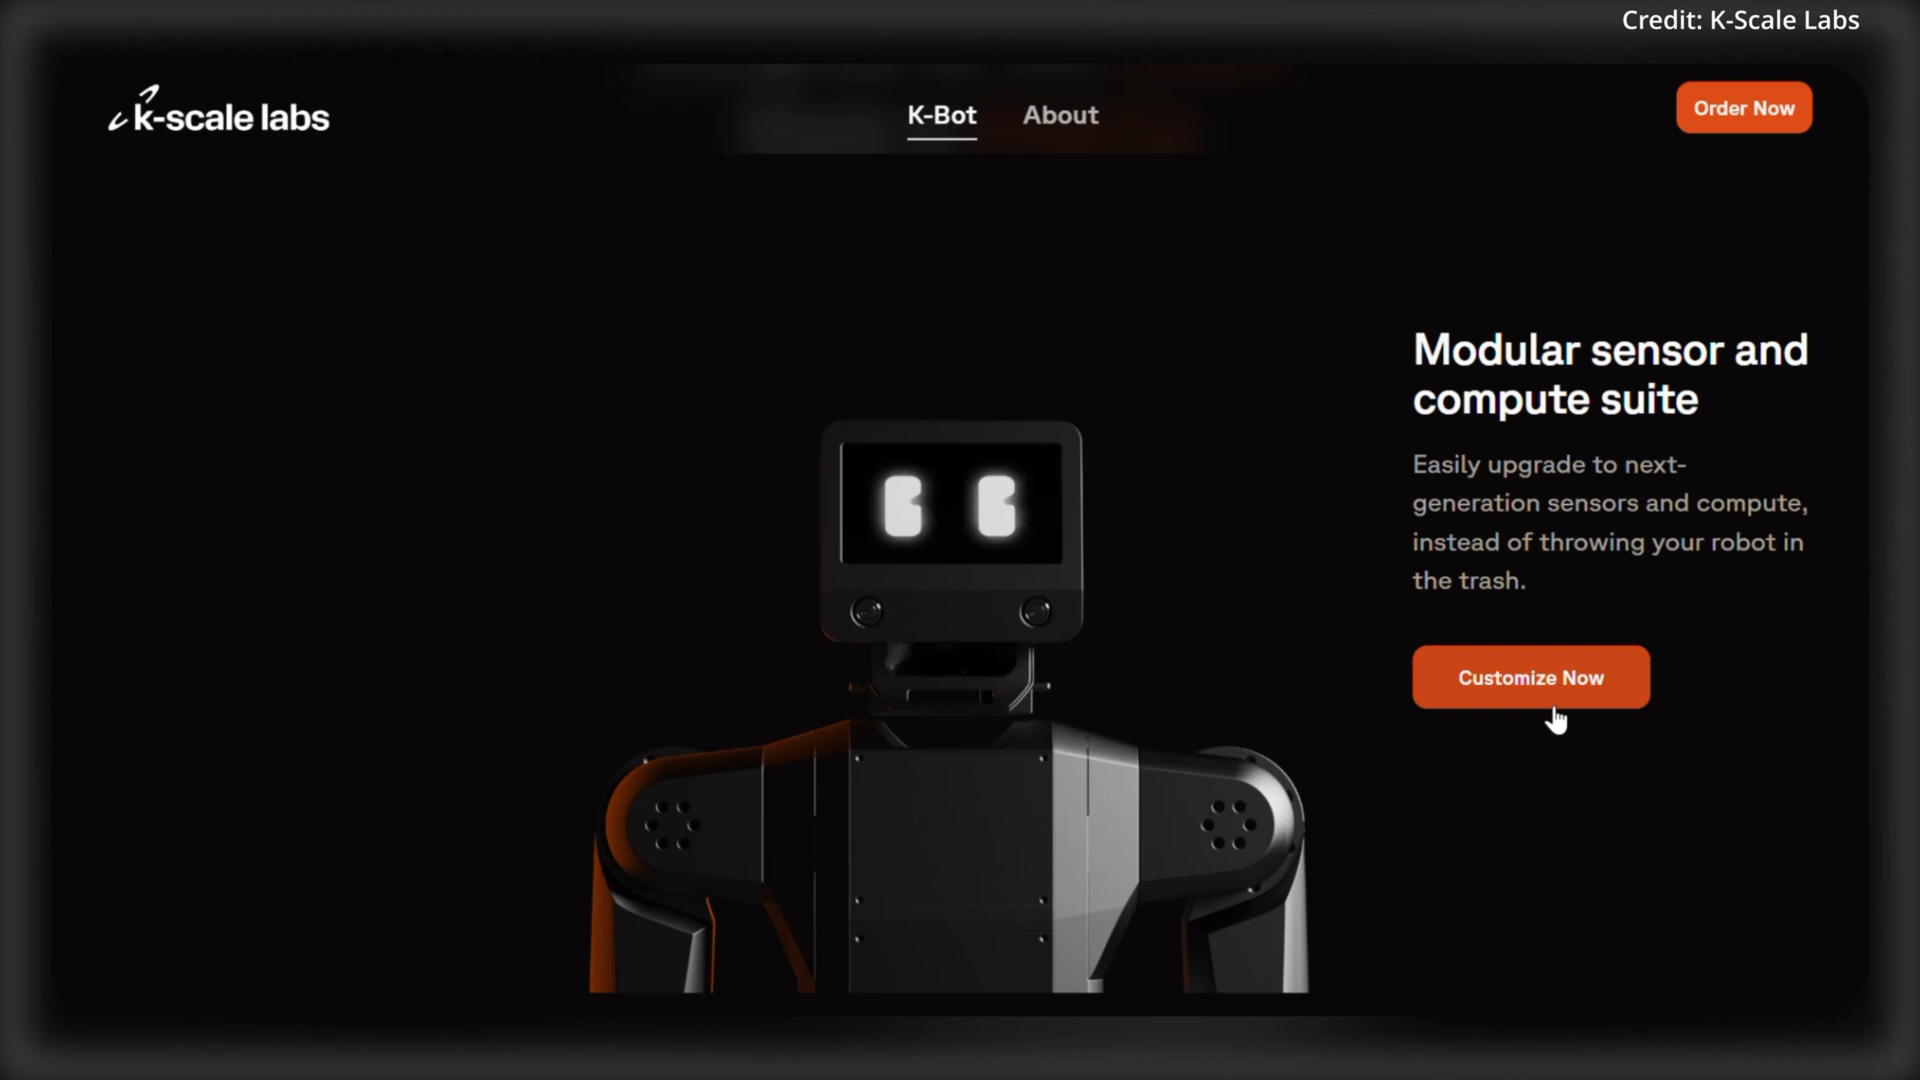 Credit: K-Scale Labs
k-scale labs
K-Bot
About
Order Now
Modular sensor and
compute suite
Easily upgrade to next-
generation sensors and compute,
instead of throwing your robot in
the trash.
Customize Now